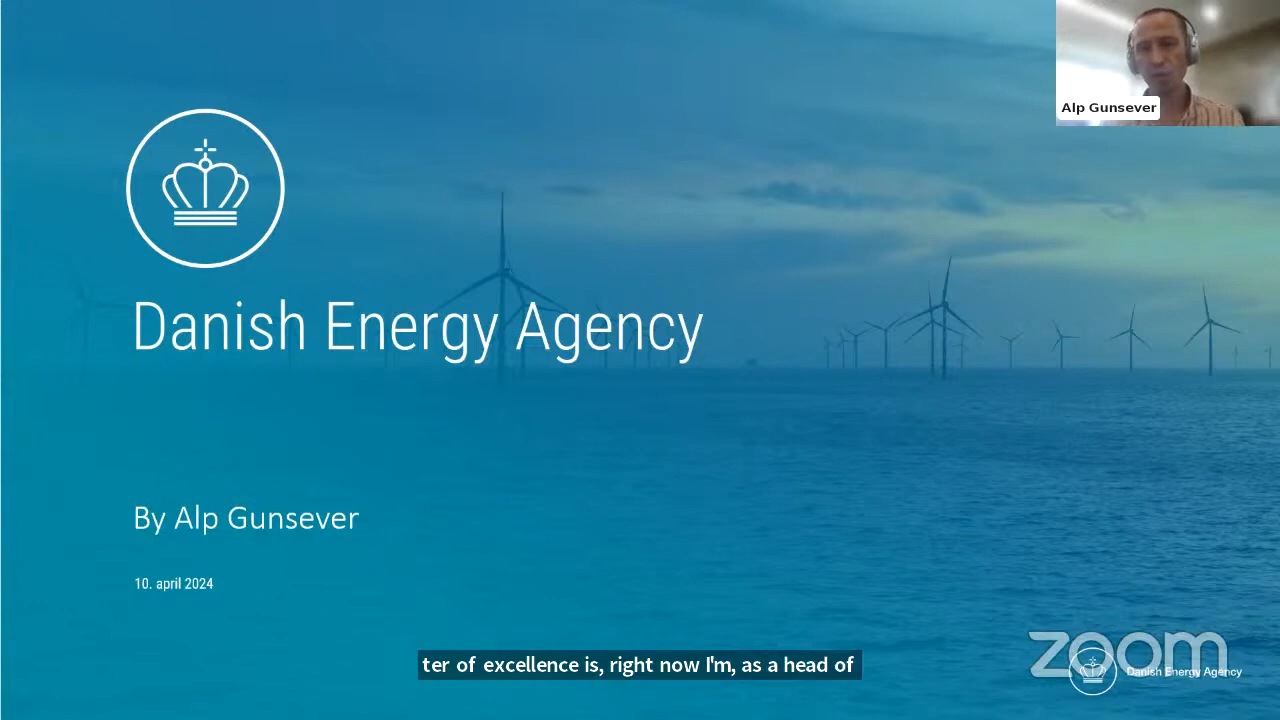 Alp Gunsever
Danish Energy Agency
By Alp Gunsever
10. april 2024
ter of excellence is, right now I'm, as a head of
zoom
Danish Energy Agency